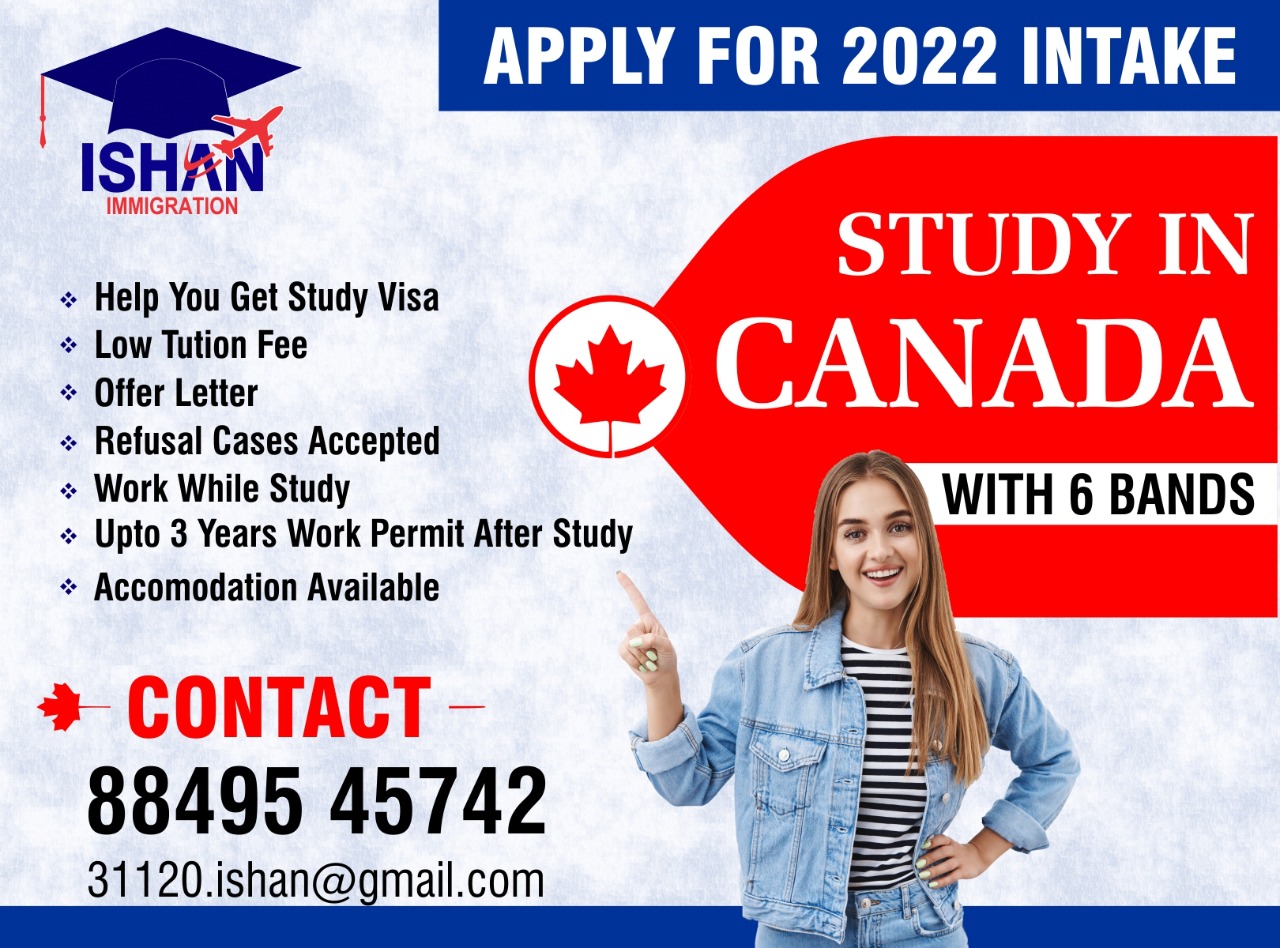 ISHAN
IMMIGRATION
APPLY FOR 2022 INTAKE
STUDY IN
CANADA
WITH 6 BANDS
Help You Get Study Visa
Low Tution Fee
Offer Letter
Refusal Cases Accepted
Work While Study
Upto 3 Years Work Permit After Study
Accomodation Available
CONTACT
88495 45742
31120.ishan@gmail.com